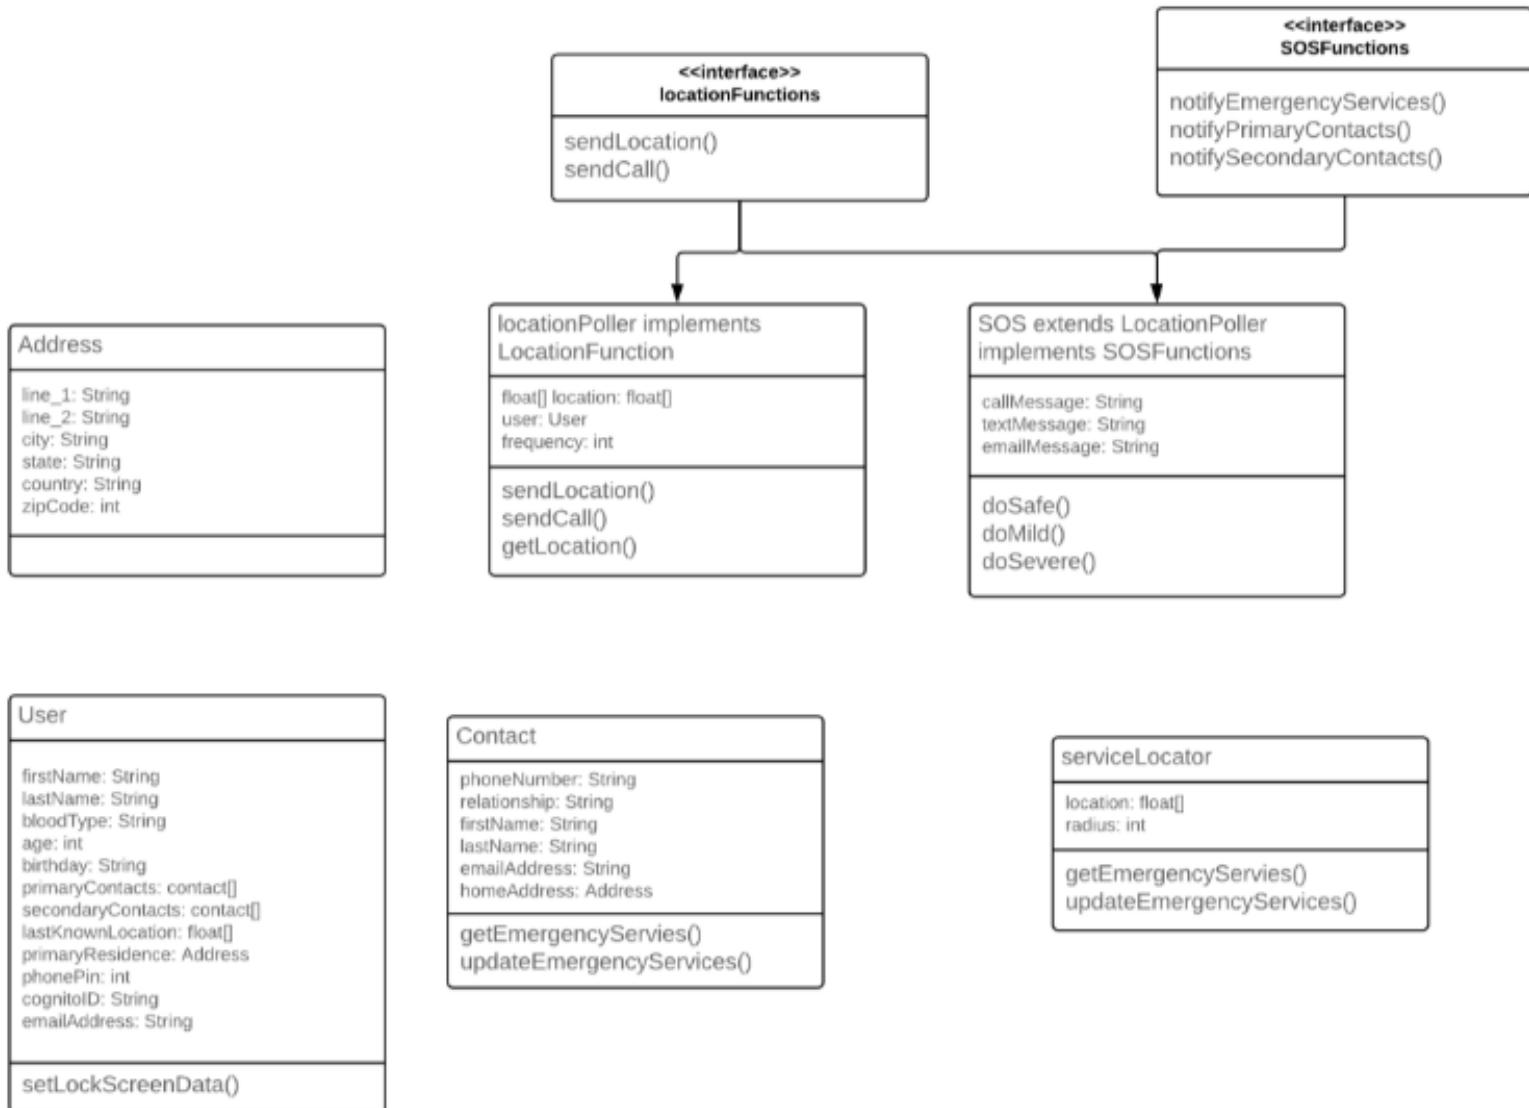 <<interface>>
locationFunctions
sendLocation()
sendCall()
<<interface>>
SOSFunctions
notifyEmergencyServices()
notifyPrimaryContacts()
notifySecondaryContacts()
Address
line_1: String
line_2: String
city: String
state: String
country: String
zipCode: int
locationPoller implements
LocationFunction
float[] location: float[]
user: User
frequency: int
sendLocation()
sendCall()
getLocation()
SOS extends LocationPoller
implements SOSFunctions
callMessage: String
textMessage: String
emailMessage: String
doSafe()
doMild()
doSevere()
User
firstName: String
lastName: String
bloodType: String
age: int
birthday: String
primaryContacts: contact[]
secondaryContacts: contact[]
lastKnownLocation: float[]
primaryResidence: Address
phonePin: int
cognitoID: String
emailAddress: String
setLockScreenData()
Contact
phoneNumber: String
relationship: String
firstName: String
lastName: String
emailAddress: String
homeAddress: Address
getEmergencyServies()
updateEmergencyServices()
serviceLocator
location: float[]
radius: int
getEmergencyServies()
updateEmergencyServices()